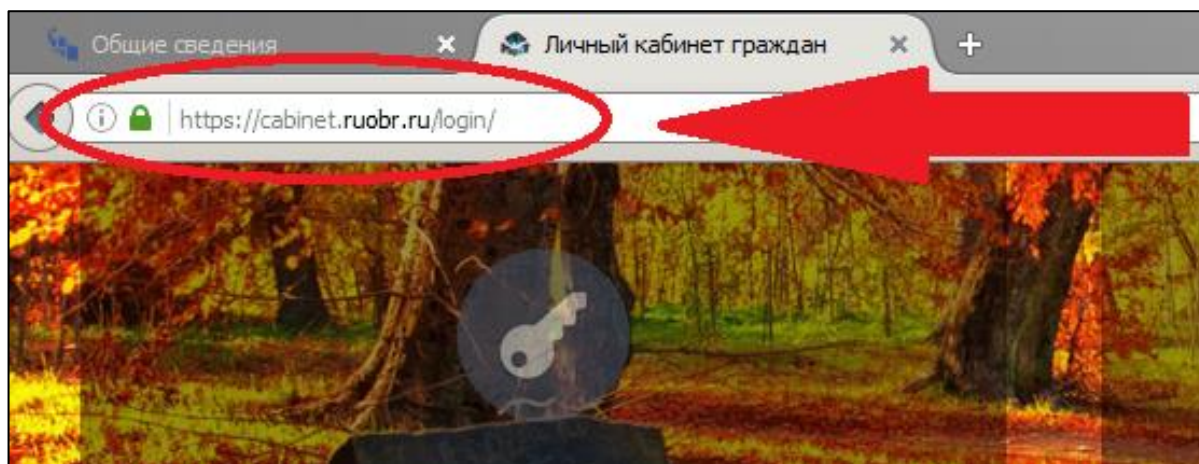 Общие сведения
Личный кабинет граждан
https://cabinet.ruobr.ru/login/